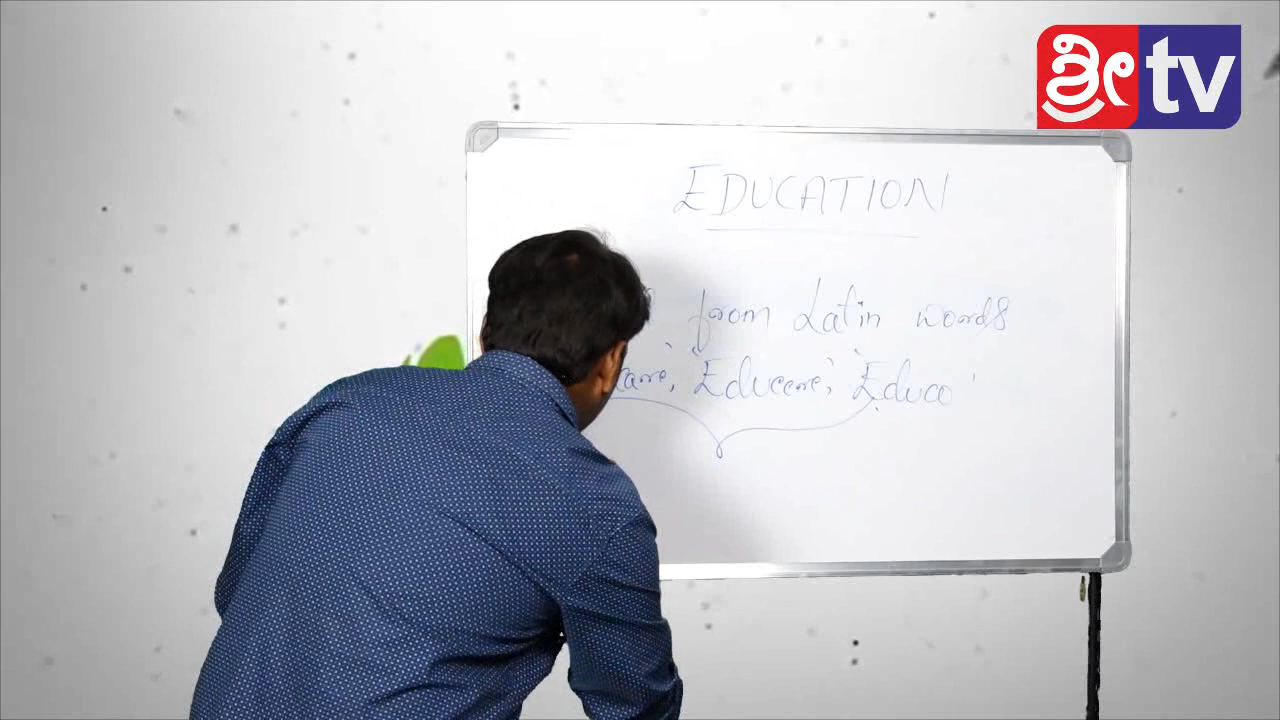 ಶ್ರೀ tv
EDUCATION
from Latin words
'Educere,' 'Educo'